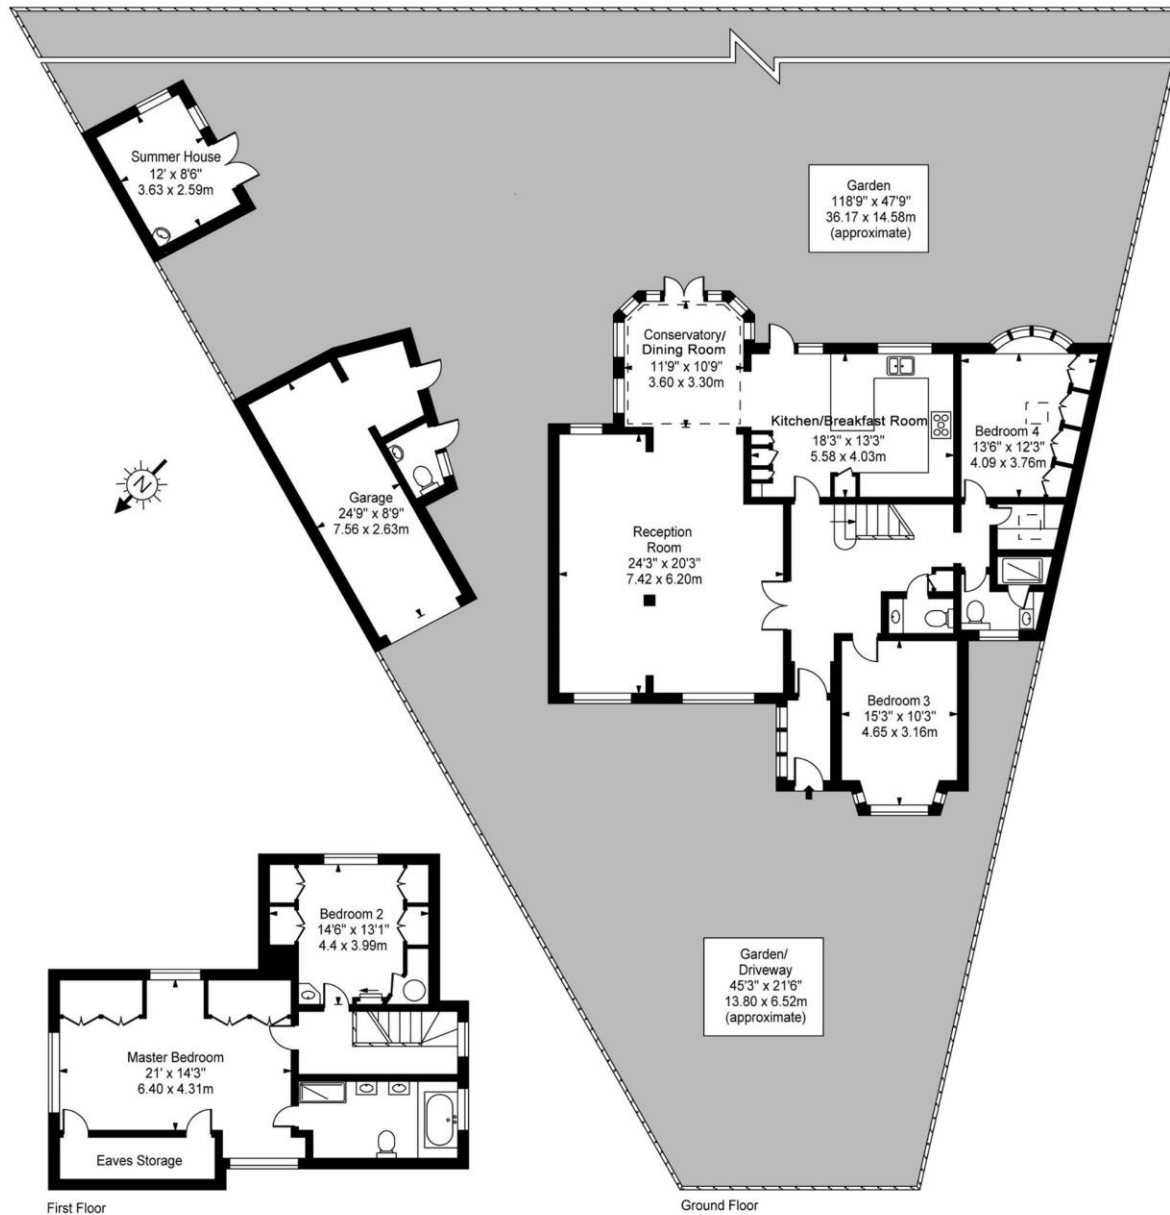 Summer House
12' x 8'6"
3.63 x 2.59m
Garden
118'9" x 47'9"
36.17 x 14.58m
(approximate)
Conservatory/
Dining Room
11'9" x 10'9"
3.60 x 3.30m
Kitchen/Breakfast Room
18'3" x 13'3"
5.58 x 4.03m
Bedroom 4
13'6" x 12'3"
4.09 x 3.76m
N
Garage
24'9" x 8'9"
7.56 x 2.63m
Reception
Room
24'3" x 20'3"
7.42 x 6.20m
Bedroom 3
15'3" x 10'3"
4.65 x 3.16m
Bedroom 2
14'6" x 13'1"
4.4 x 3.99m
Garden/
Driveway
45'3" x 21'6"
13.80 x 6.52m
(approximate)
Master Bedroom
21' x 14'3"
6.40 x 4.31m
Eaves Storage
First Floor
Ground Floor